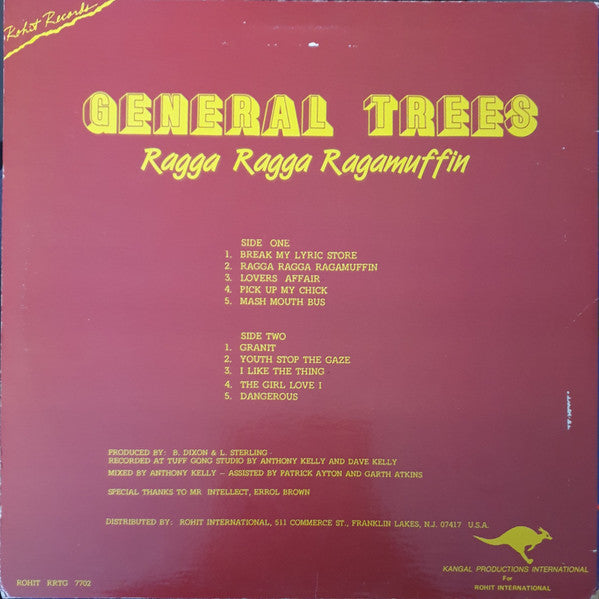 Rohit Records
GENERAL TREES
Ragga Ragga Ragamuffin
SIDE ONE
1. BREAK MY LYRIC STORE
2. RAGGA RAGGA RAGAMUFFIN
3. LOVERS AFFAIR
4. PICK UP MY CHICK
5. MASH MOUTH BUS
SIDE TWO
1. GRANIT
2. YOUTH STOP THE GAZE
3. I LIKE THE THING
4. THE GIRL LOVE I
5. DANGEROUS
PRODUCED BY: B. DIXON & L. STERLING
RECORDED AT TUFF GONG STUDIO BY ANTHONY KELLY AND DAVE KELLY
MIXED BY ANTHONY KELLY - ASSISTED BY PATRICK AYTON AND GARTH ATKINS
SPECIAL THANKS TO MR INTELLECT, ERROL BROWN
DISTRIBUTED BY: ROHIT INTERNATIONAL, 511 COMMERCE ST., FRANKLIN LAKES, N.J. 07417 U.S.A.
KANGAL PRODUCTIONS INTERNATIONAL
For
ROHIT INTERNATIONAL
ROHIT RRTG 7702